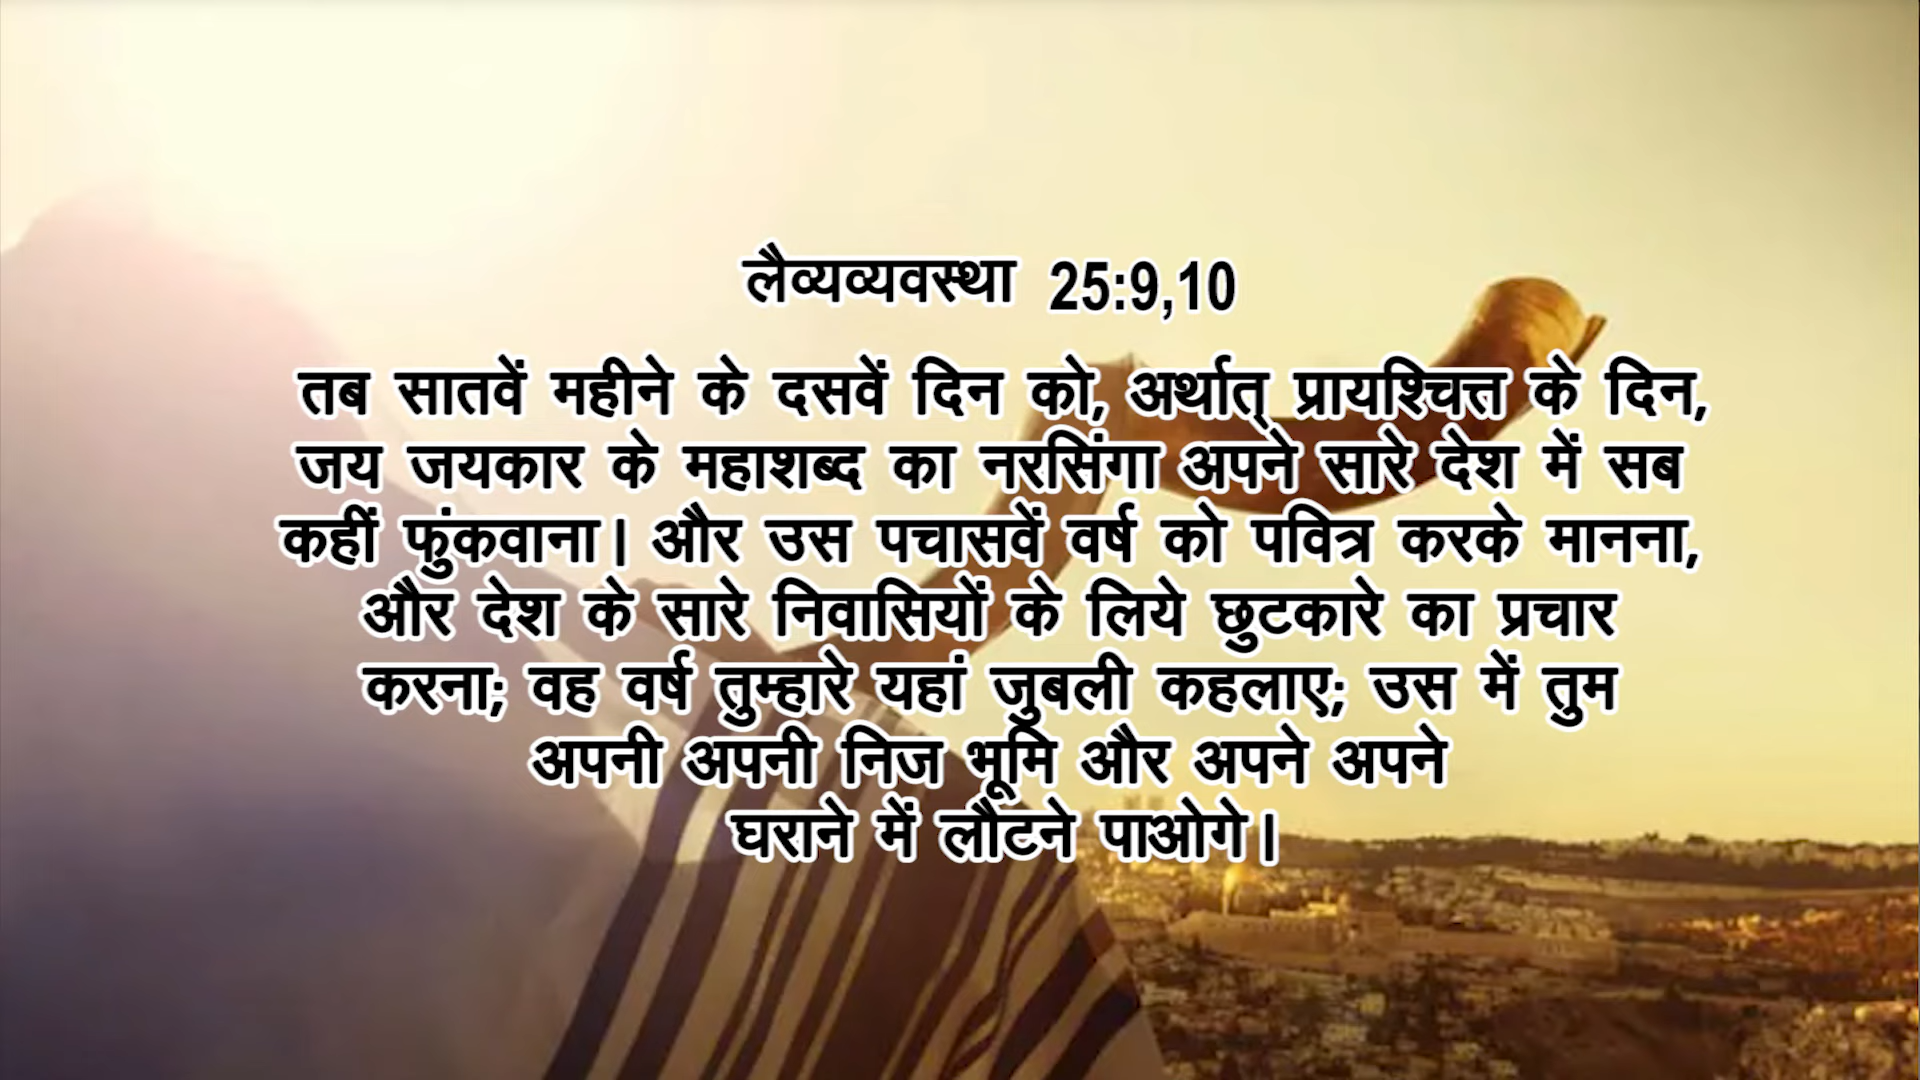 लैव्यव्यवस्था 25:9,10
तब सातवें महीने के दसवें दिन को, अर्थात् प्रायश्चित्त के दिन,
जय जयकार के महाशब्द का नरसिंगा अपने सारे देश में सब
कहीं फुंकवाना। और उस पचासवें वर्ष को पवित्र करके मानना,
और देश के सारे निवासियों के लिये छुटकारे का प्रचार
करना; वह वर्ष तुम्हारे यहां जुबली कहलाए; उस में तुम
अपनी अपनी निज भूमि और अपने अपने
घराने में लौटने पाओगे।